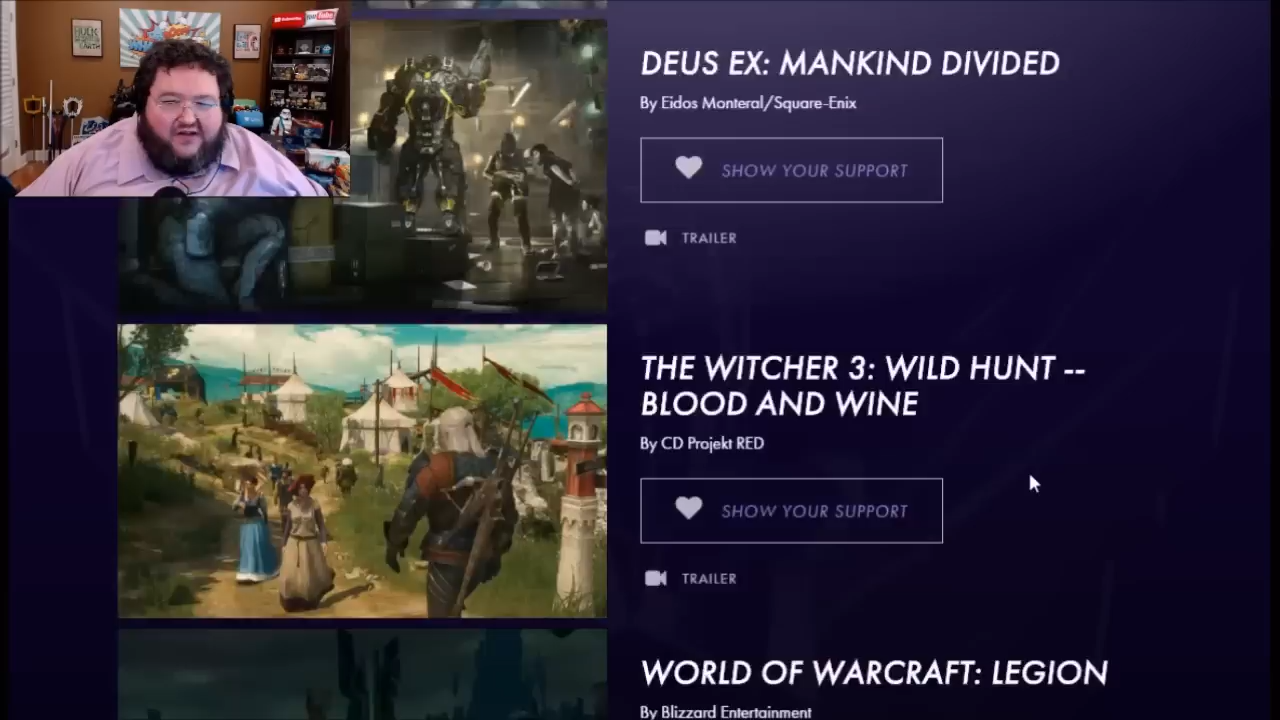 DEUS EX: MANKIND DIVIDED
By Eidos Monteral/Square-Enix
SHOW YOUR SUPPORT
TRAILER
THE WITCHER 3: WILD HUNT --
BLOOD AND WINE
By CD Projekt RED
SHOW YOUR SUPPORT
TRAILER
WORLD OF WARCRAFT: LEGION
By Blizzard Entertainment